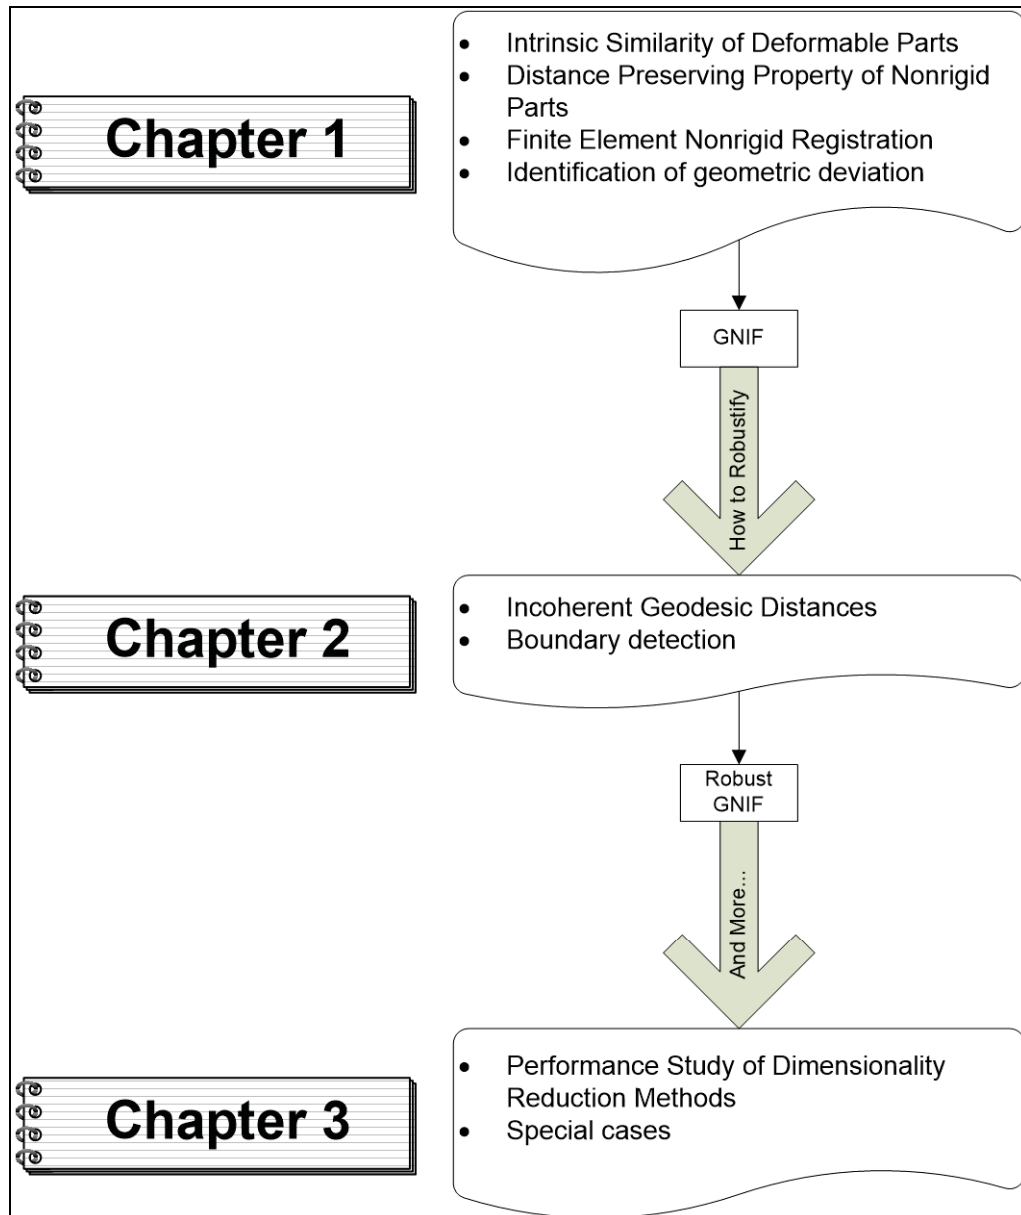 Chapter 1
• Intrinsic Similarity of Deformable Parts
• Distance Preserving Property of Nonrigid
Parts
• Finite Element Nonrigid Registration
• Identification of geometric deviation
GNIF
How to Robustify
Chapter 2
• Incoherent Geodesic Distances
• Boundary detection
Robust
GNIF
And More...
Chapter 3
• Performance Study of Dimensionality
Reduction Methods
• Special cases